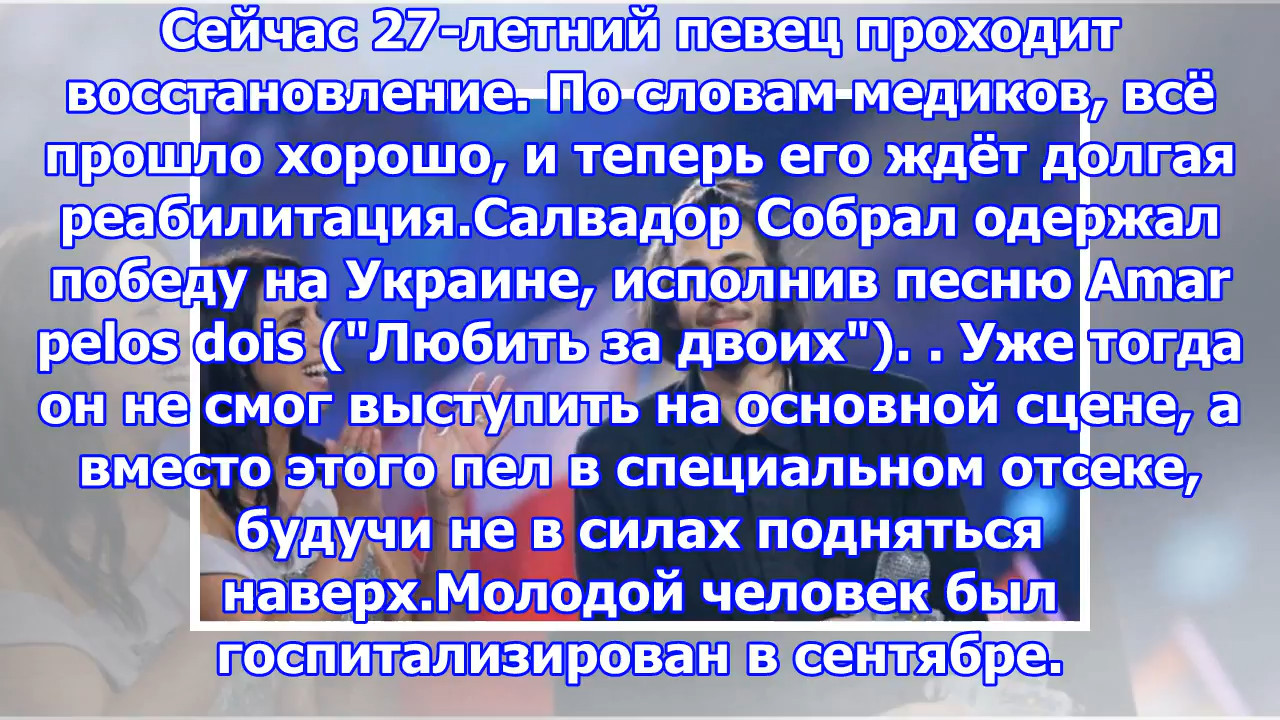 Сейчас 27-летний певец проходит
восстановление. По словам медиков, всё
прошло хорошо, и теперь его ждёт долгая
реабилитация.Салвадор Собрал одержал
победу на Украине, исполнив песню Amar
pelos dois ("Любить за двоих"). . Уже тогда
он не смог выступить на основной сцене, а
вместо этого пел в специальном отсеке,
будучи не в силах подняться
наверх.Молодой человек был
госпитализирован в сентябре.